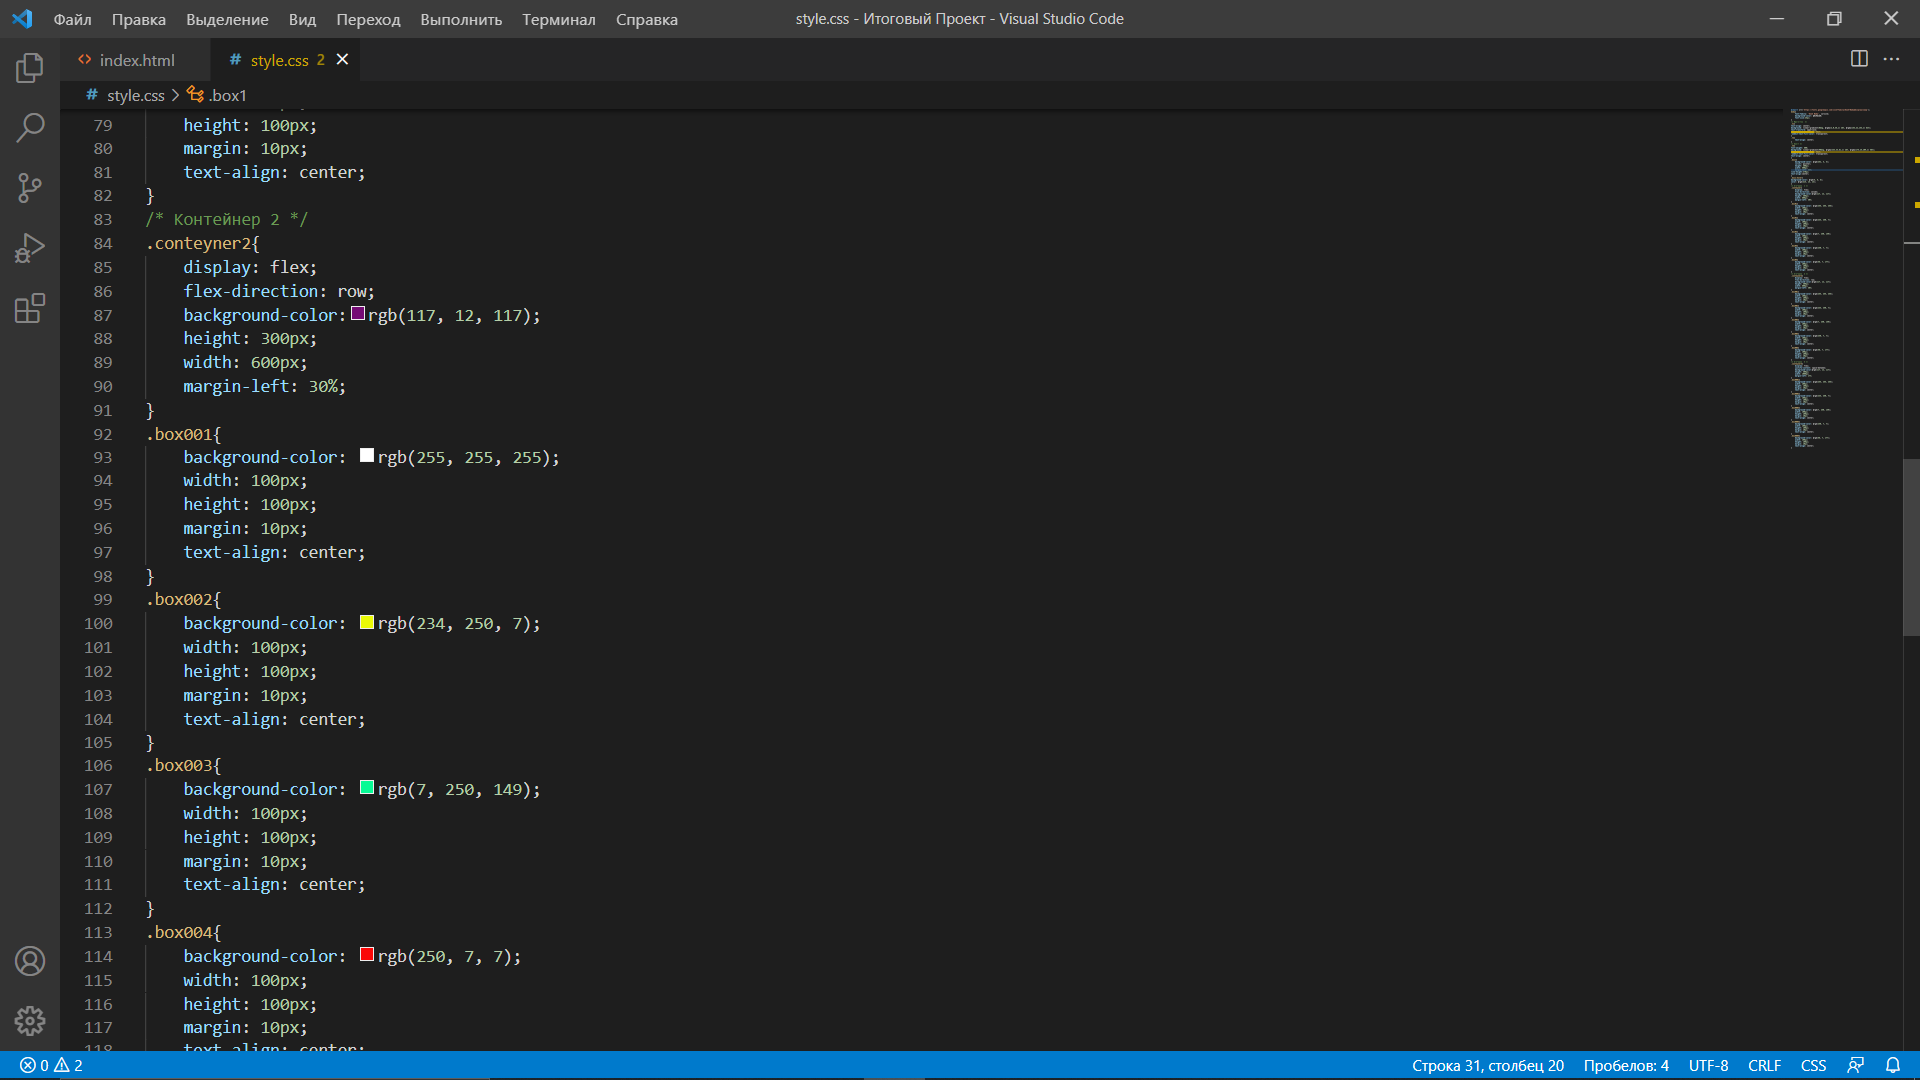 Файл Правка Выделение Вид Переход Выполнить Терминал Справка style.css - Итоговый Проект - Visual Studio Code
index.html style.css 2
style.css > .box1
79 height: 100px;
80 margin: 10px;
81 text-align: center;
82 }
83 /* Контейнер 2 */
84 .conteyner2{
85 display: flex;
86 flex-direction: row;
87 background-color: rgb(117, 12, 117);
88 height: 300px;
89 width: 600px;
90 margin-left: 30%;
91 }
92 .box001{
93 background-color: rgb(255, 255, 255);
94 width: 100px;
95 height: 100px;
96 margin: 10px;
97 text-align: center;
98 }
99 .box002{
100 background-color: rgb(234, 250, 7);
101 width: 100px;
102 height: 100px;
103 margin: 10px;
104 text-align: center;
105 }
106 .box003{
107 background-color: rgb(7, 250, 149);
108 width: 100px;
109 height: 100px;
110 margin: 10px;
111 text-align: center;
112 }
113 .box004{
114 background-color: rgb(250, 7, 7);
115 width: 100px;
116 height: 100px;
117 margin: 10px;
118 text-align: center;
0 2 Строка 31, столбец 20 Пробелов: 4 UTF-8 CRLF CSS